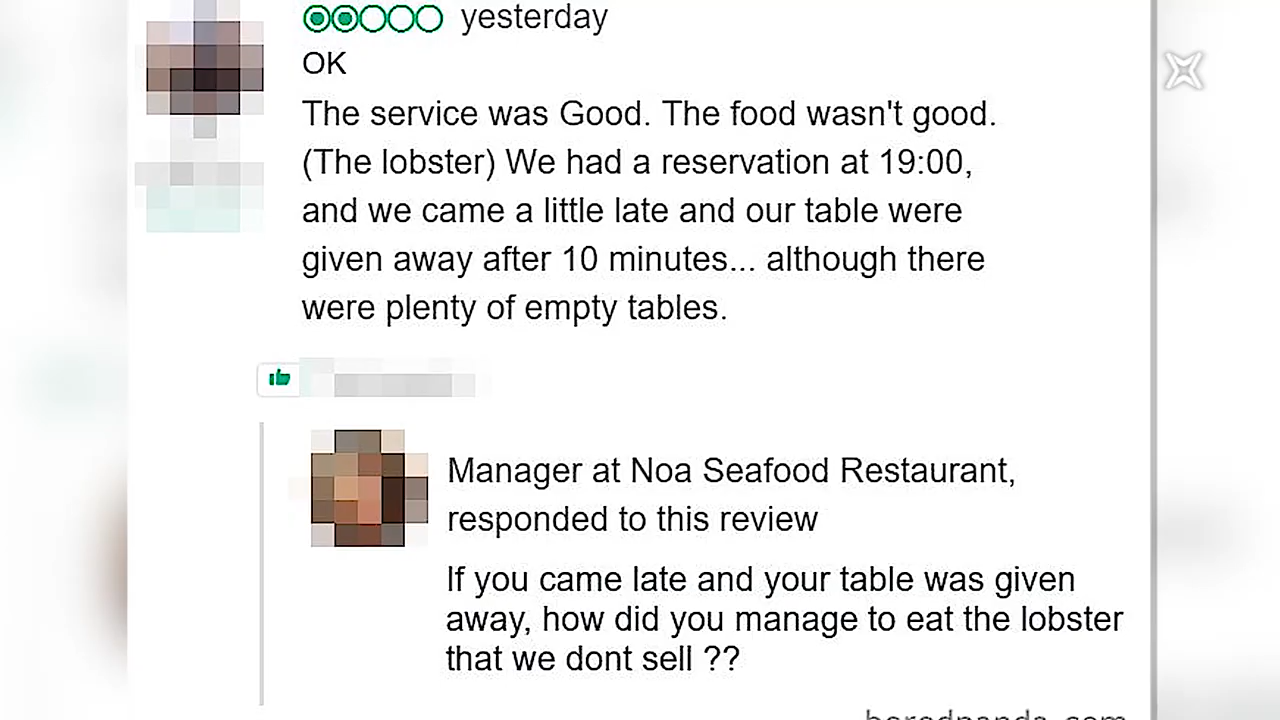 yesterday
OK
The service was Good. The food wasn't good.
(The lobster) We had a reservation at 19:00,
and we came a little late and our table were
given away after 10 minutes... although there
were plenty of empty tables.
Manager at Noa Seafood Restaurant,
responded to this review
If you came late and your table was given
away, how did you manage to eat the lobster
that we dont sell ??
boredpanda.com